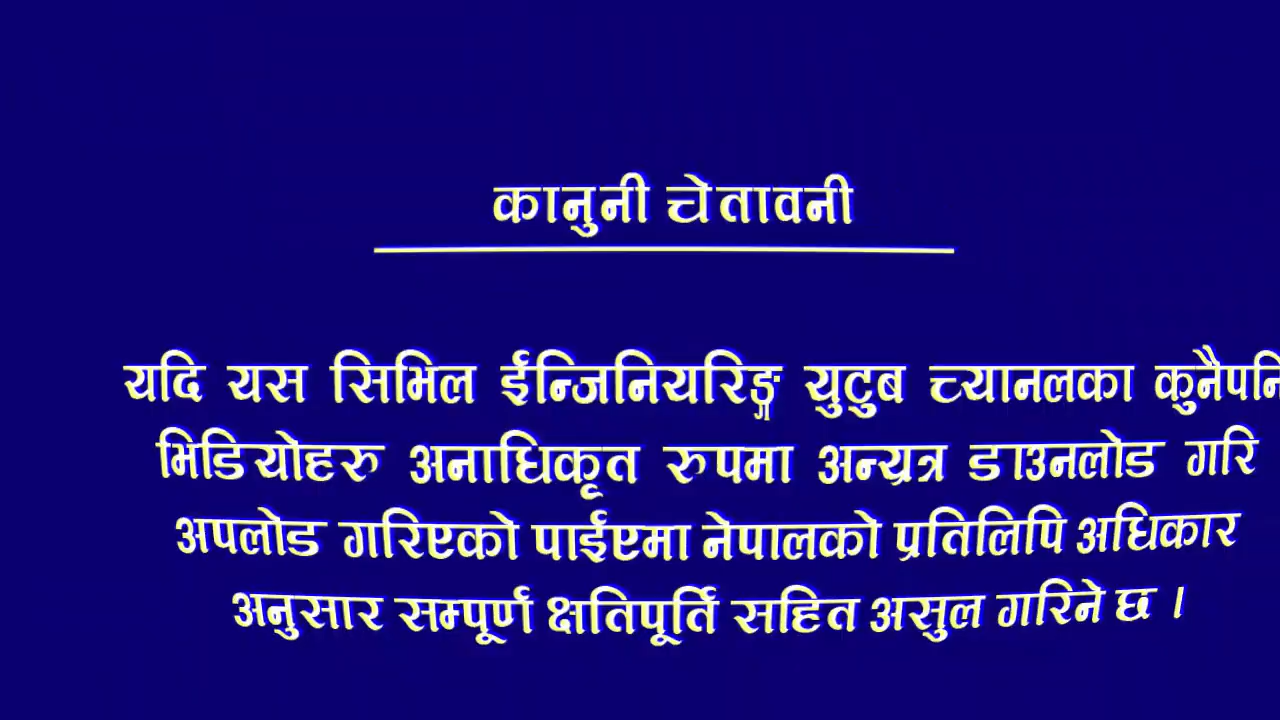 कानुनी चेतावनी
यदि यस सिभिल ईन्जिनियरिङ्ग युटुब च्यानलका कुनैपनि
भिडियोहरु अनाधिकृत रुपमा अन्यत्र डाउनलोड गरि
अपलोड गरिएको पाईएमा नेपालको प्रतिलिपि अधिकार
अनुसार सम्पूर्ण क्षतिपूर्ति सहित असुल गरिने छ ।